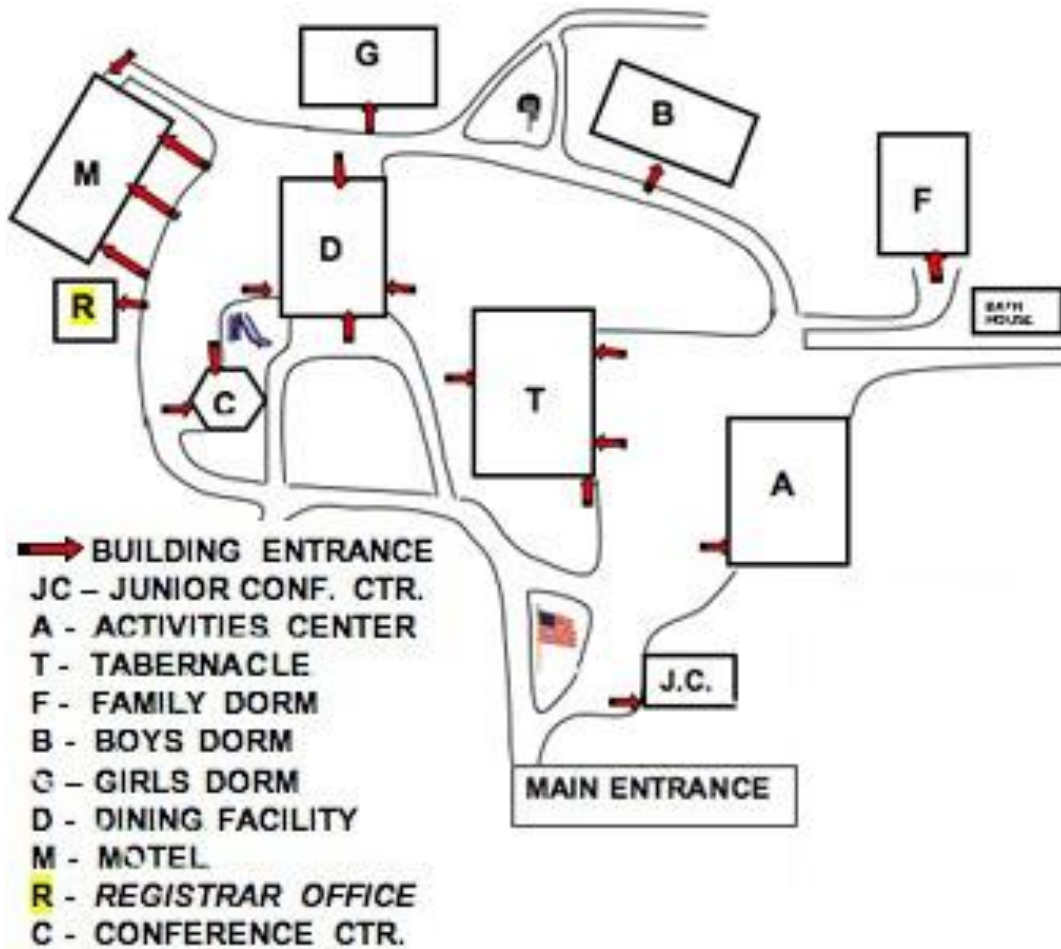 G
B
M
F
D
R
BATH
HOUSE
T
C
A
BUILDING ENTRANCE
JC – JUNIOR CONF. CTR.
A - ACTIVITIES CENTER
T - TABERNACLE
F - FAMILY DORM
B - BOYS DORM
G – GIRLS DORM
D - DINING FACILITY
M - MOTEL
R - REGISTRAR OFFICE
C - CONFERENCE CTR.
J.C.
MAIN ENTRANCE